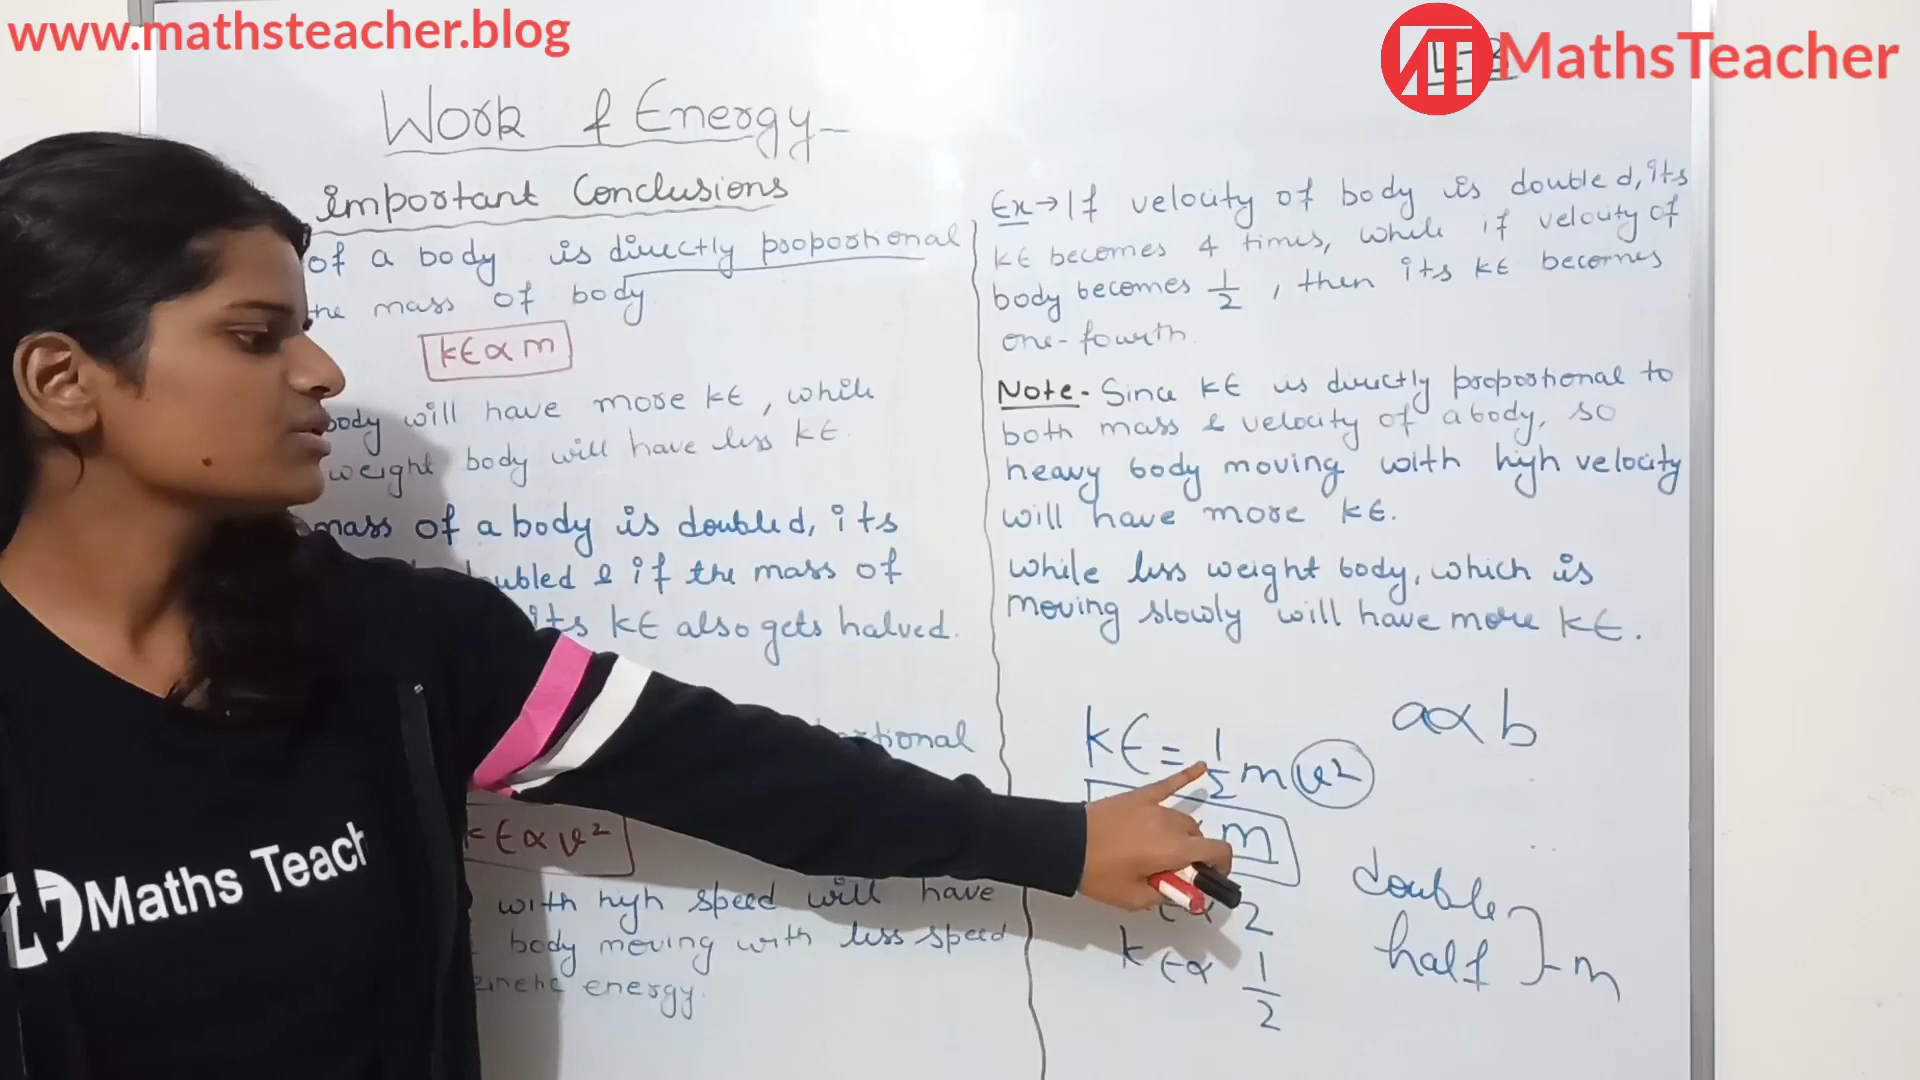 www.mathsteacher.blog
MathsTeacher
Work & Energy
important Conclusions
of a body is directly proportional
the mass of body
KE ∝ m
body will have more KE, while
weight body will have less KE
mass of a body is doubled, its
doubled & if the mass of
its KE also gets halved.
KE ∝ v²
with high speed will have
body moving with less speed
energy.
Ex → If velocity of body is doubled, its
KE becomes 4 times, while if velocity of
body becomes 1/2, then its KE becomes
one-fourth
Note - Since KE is directly proportional to
both mass & velocity of a body, so
heavy body moving with high velocity
will have more KE.
while less weight body, which is
moving slowly will have more KE.
KE = 1/2 mv²
a ∝ b
m
∝ 2
KE ∝ 1/2
double
half } - m
Maths Teach